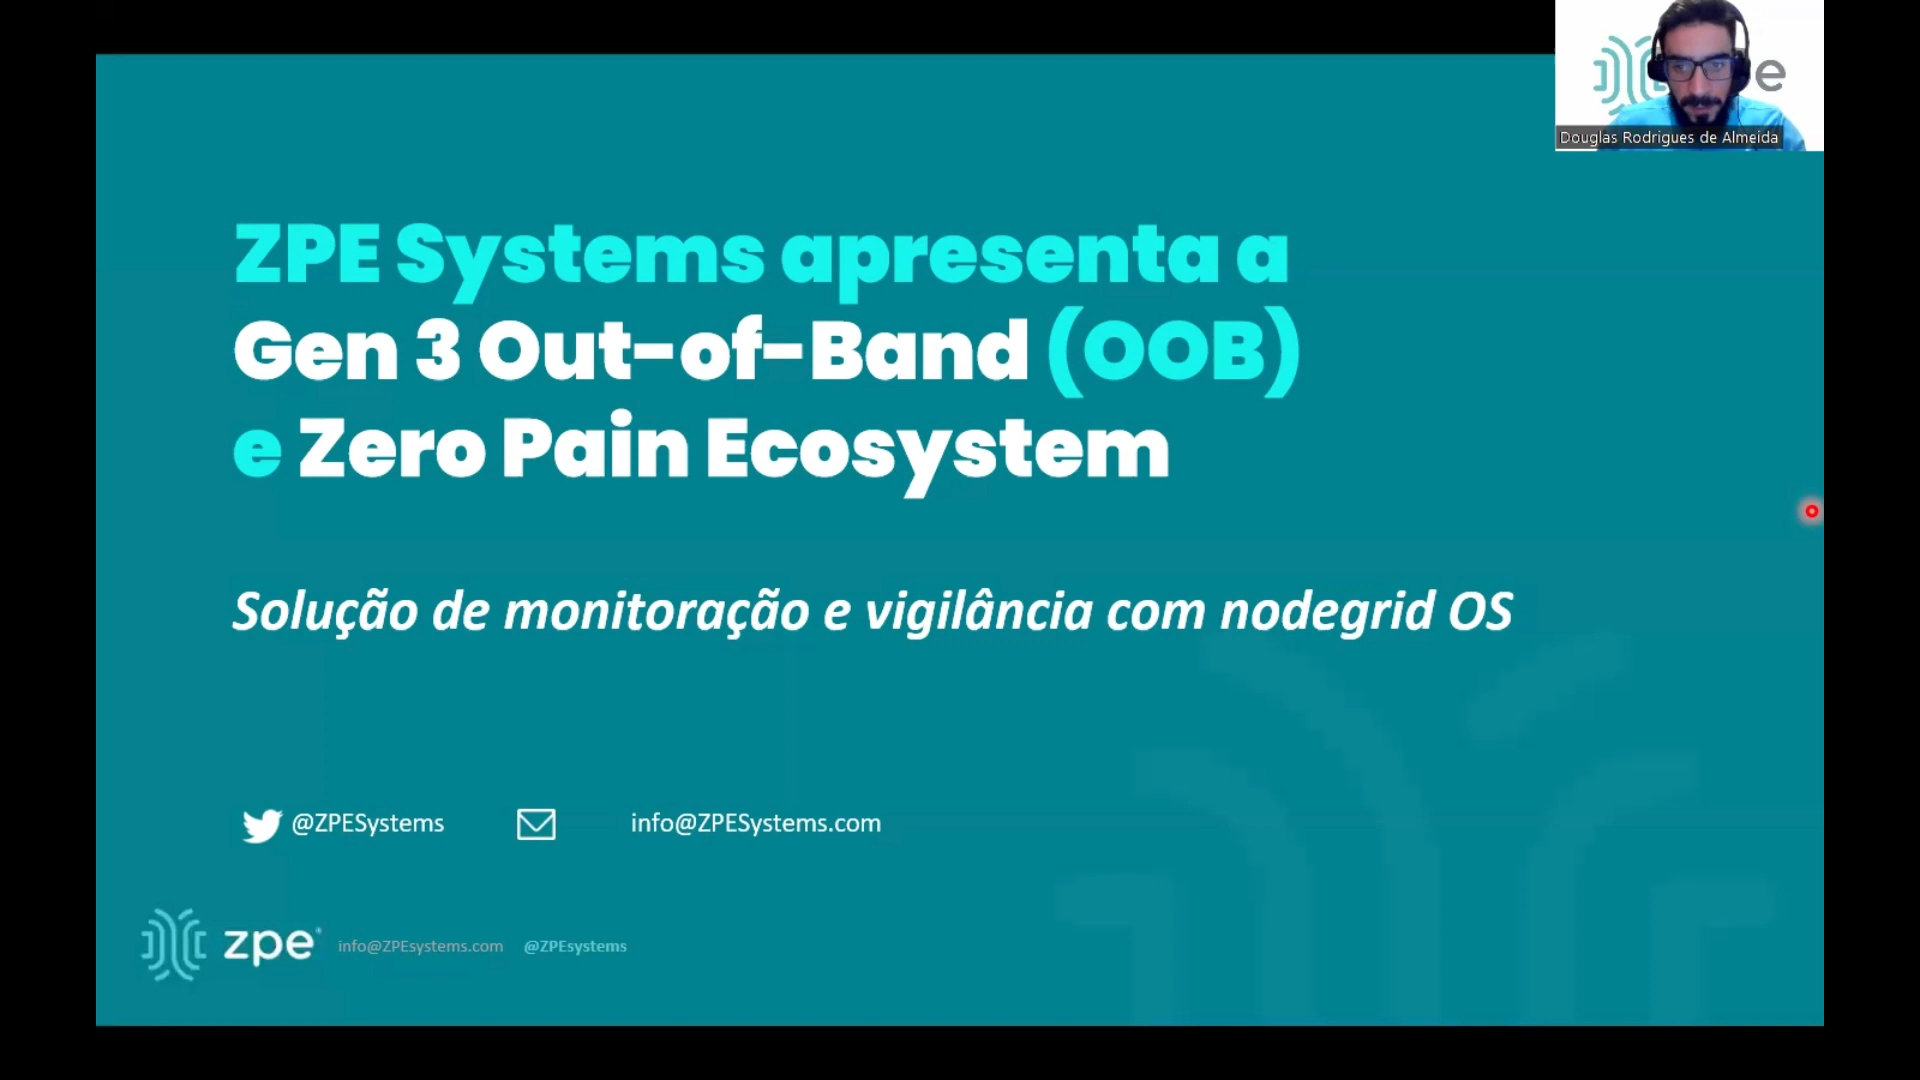 e
Douglas Rodrigues de Almeida
ZPE Systems apresenta a
Gen 3 Out-of-Band (OOB)
e Zero Pain Ecosystem
Solução de monitoração e vigilância com nodegrid OS
@ZPESystems info@ZPESystems.com
zpe® info@ZPEsystems.com @ZPEsystems